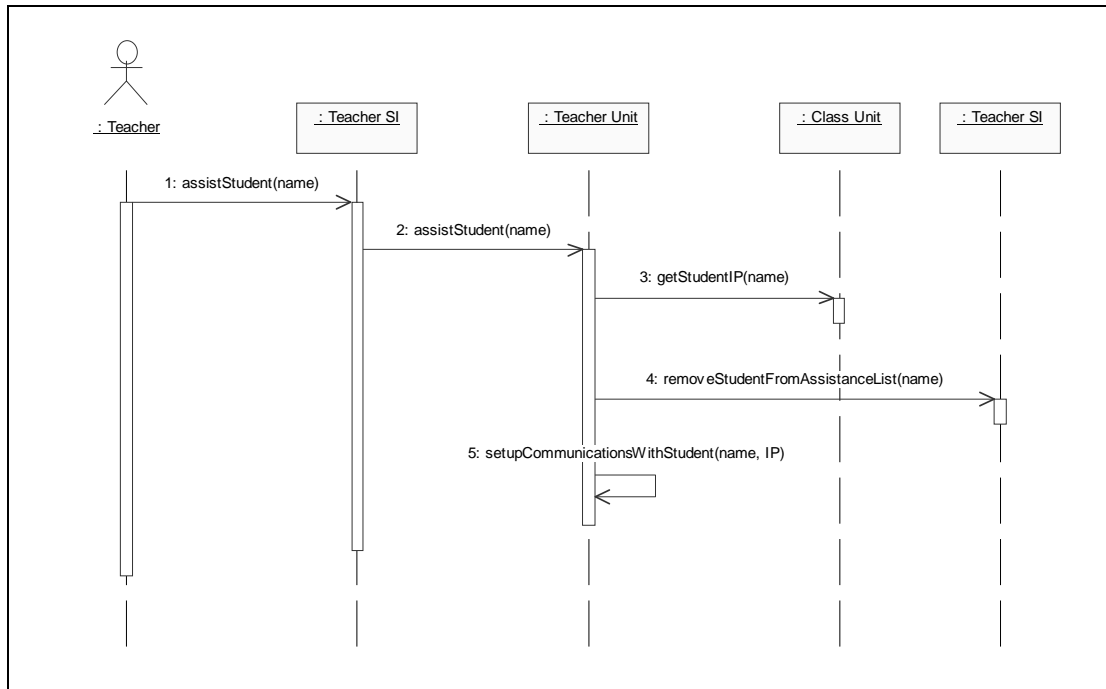 : Teacher
: Teacher SI
: Teacher Unit
: Class Unit
: Teacher SI
1: assistStudent(name)
2: assistStudent(name)
3: getStudentIP(name)
4: removeStudentFromAssistanceList(name)
5: setupCommunicationsWithStudent(name, IP)